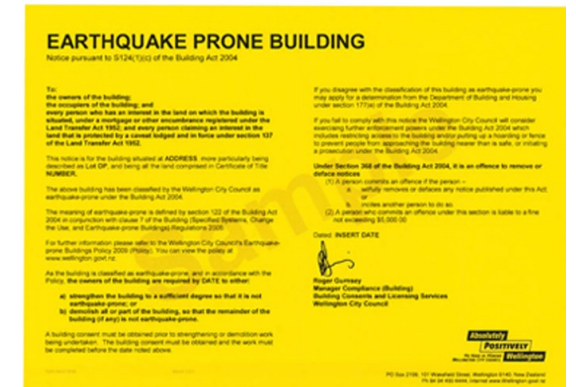 EARTHQUAKE PRONE BUILDING
Notice pursuant to S124(1)(c) of the Building Act 2004
To:
the owners of the building;
the occupiers of the building; and
every person who has an interest in the land on which the building is
situated, under a mortgage or other encumbrance registered under the
Land Transfer Act 1952; and every person claiming an interest in the
land that is protected by a caveat lodged and in force under section 137
of the Land Transfer Act 1952.
This notice is for the building situated at ADDRESS, more particularly being
described as Lot DP, and being all the land comprised in Certificate of Title
NUMBER.
The above building has been classified by the Wellington City Council as
earthquake-prone under the Building Act 2004.
The meaning of earthquake-prone is defined by section 122 of the Building Act
2004 in conjunction with clause 7 of the Building (Specified Systems, Change
the Use, and Earthquake-prone Buildings) Regulations 2005.
For further information please refer to the Wellington City Council's Earthquake-
prone Buildings Policy 2009 (Policy). You can view the policy at
www.wellington.govt.nz.
As the building is classified as earthquake-prone, and in accordance with the
Policy, the owners of the building are required by DATE to either:
a) strengthen the building to a sufficient degree so that it is not
earthquake-prone; or
b) demolish all or part of the building, so that the remainder of the
building (if any) is not earthquake-prone.
A building consent must be obtained prior to strengthening or demolition work
being undertaken. The building consent must be obtained and the work must
be completed before the date noted above.
If you disagree with the classification of this building as earthquake-prone you
may apply for a determination from the Department of Building and Housing
under section 177(e) of the Building Act 2004.
If you fail to comply with this notice the Wellington City Council will consider
exercising further enforcement powers under the Building Act 2004 which
includes restricting access to the building and/or putting up a hoarding or fence
to prevent people from approaching the building nearer than is safe, or initiating
a prosecution under the Building Act 2004.
Under Section 368 of the Building Act 2004, it is an offence to remove or
deface notices
(1) A person commits an offence if the person –
a. wilfully removes or defaces any notice published under this Act;
or
incites another person to do so.
(2) A person who commits an offence under this section is liable to a fine
not exceeding $5,000.00
Dated: INSERT DATE
Roger Gumsey
Manager Compliance (Building)
Building Consents and Licensing Services
Wellington City Council
Sample
Absolutely
POSITIVELY
Wellington
PO Box 2199, 101 Wakefield Street, Wellington 6140, New Zealand